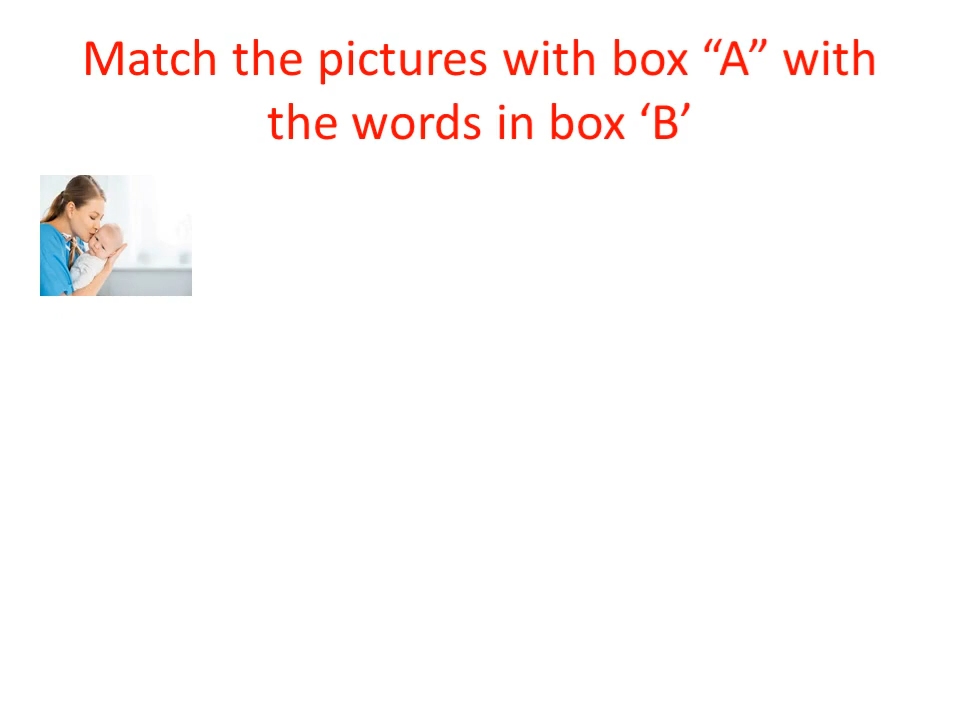 Match the pictures with box “A” with
the words in box ‘B’